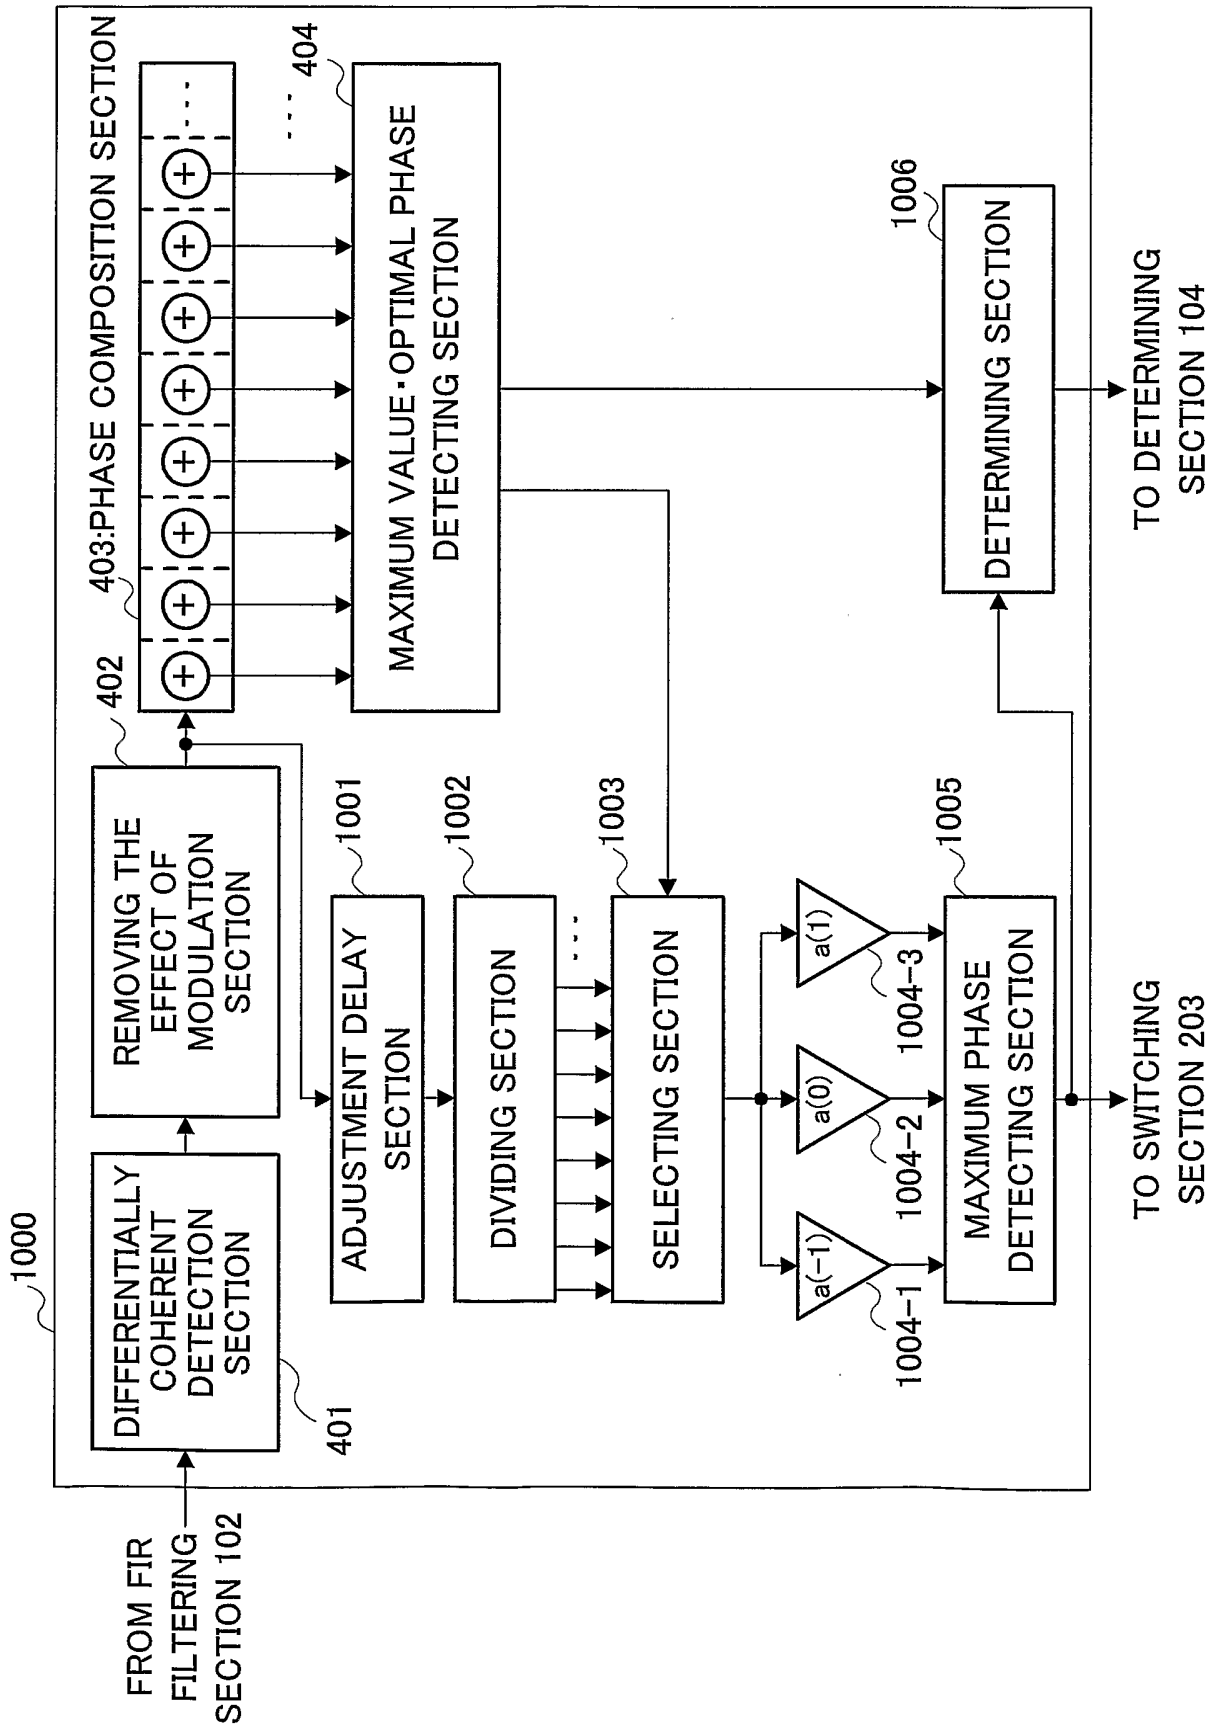 1000
FROM FIR
FILTERING
SECTION 102
DIFFERENTIALLY
COHERENT
DETECTION
SECTION
401
REMOVING THE
EFFECT OF
MODULATION
SECTION
402
403:PHASE COMPOSITION SECTION
+ + + + + + + + ...
...
404
MAXIMUM VALUE・OPTIMAL PHASE
DETECTING SECTION
ADJUSTMENT DELAY
SECTION
1001
DIVIDING SECTION
1002
...
SELECTING SECTION
1003
a(-1)
a(0)
a(1)
1004-1
1004-2
1004-3
MAXIMUM PHASE
DETECTING SECTION
1005
DETERMINING SECTION
1006
TO SWITCHING
SECTION 203
TO DETERMINING
SECTION 104